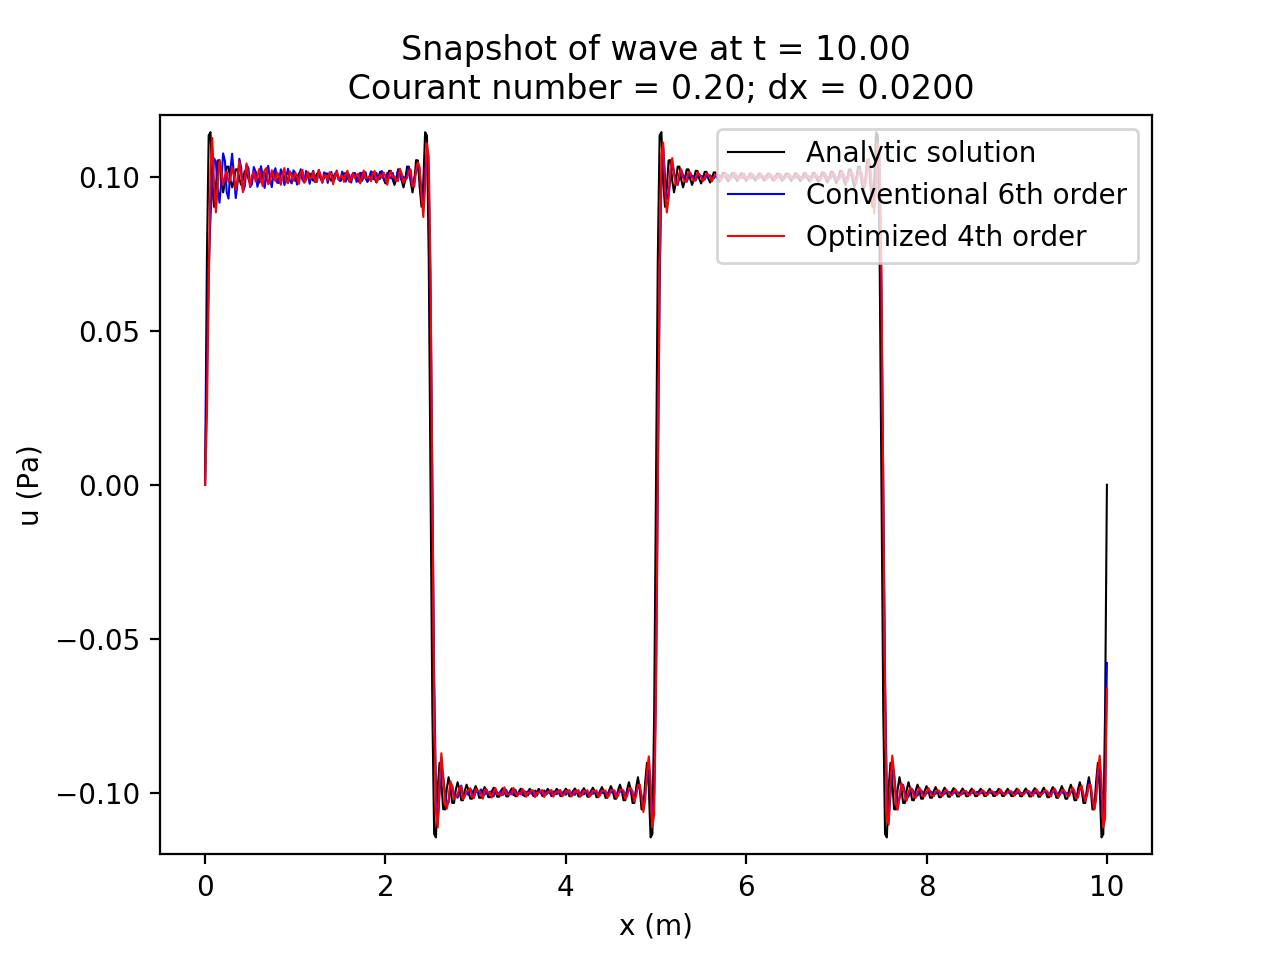 Snapshot of wave at t = 10.00
Courant number = 0.20; dx = 0.0200
Analytic solution
Conventional 6th order
Optimized 4th order
u (Pa)
0.10
0.05
0.00
−0.05
−0.10
0 2 4 6 8 10
x (m)